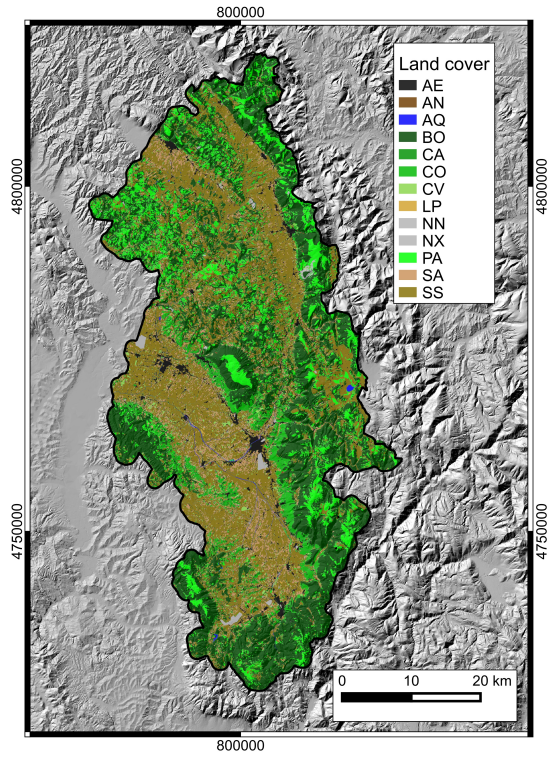 800000
Land cover
AE
AN
AQ
BO
CA
CO
CV
LP
NN
NX
PA
SA
SS
4800000
4800000
4750000
4750000
0 10 20 km
800000